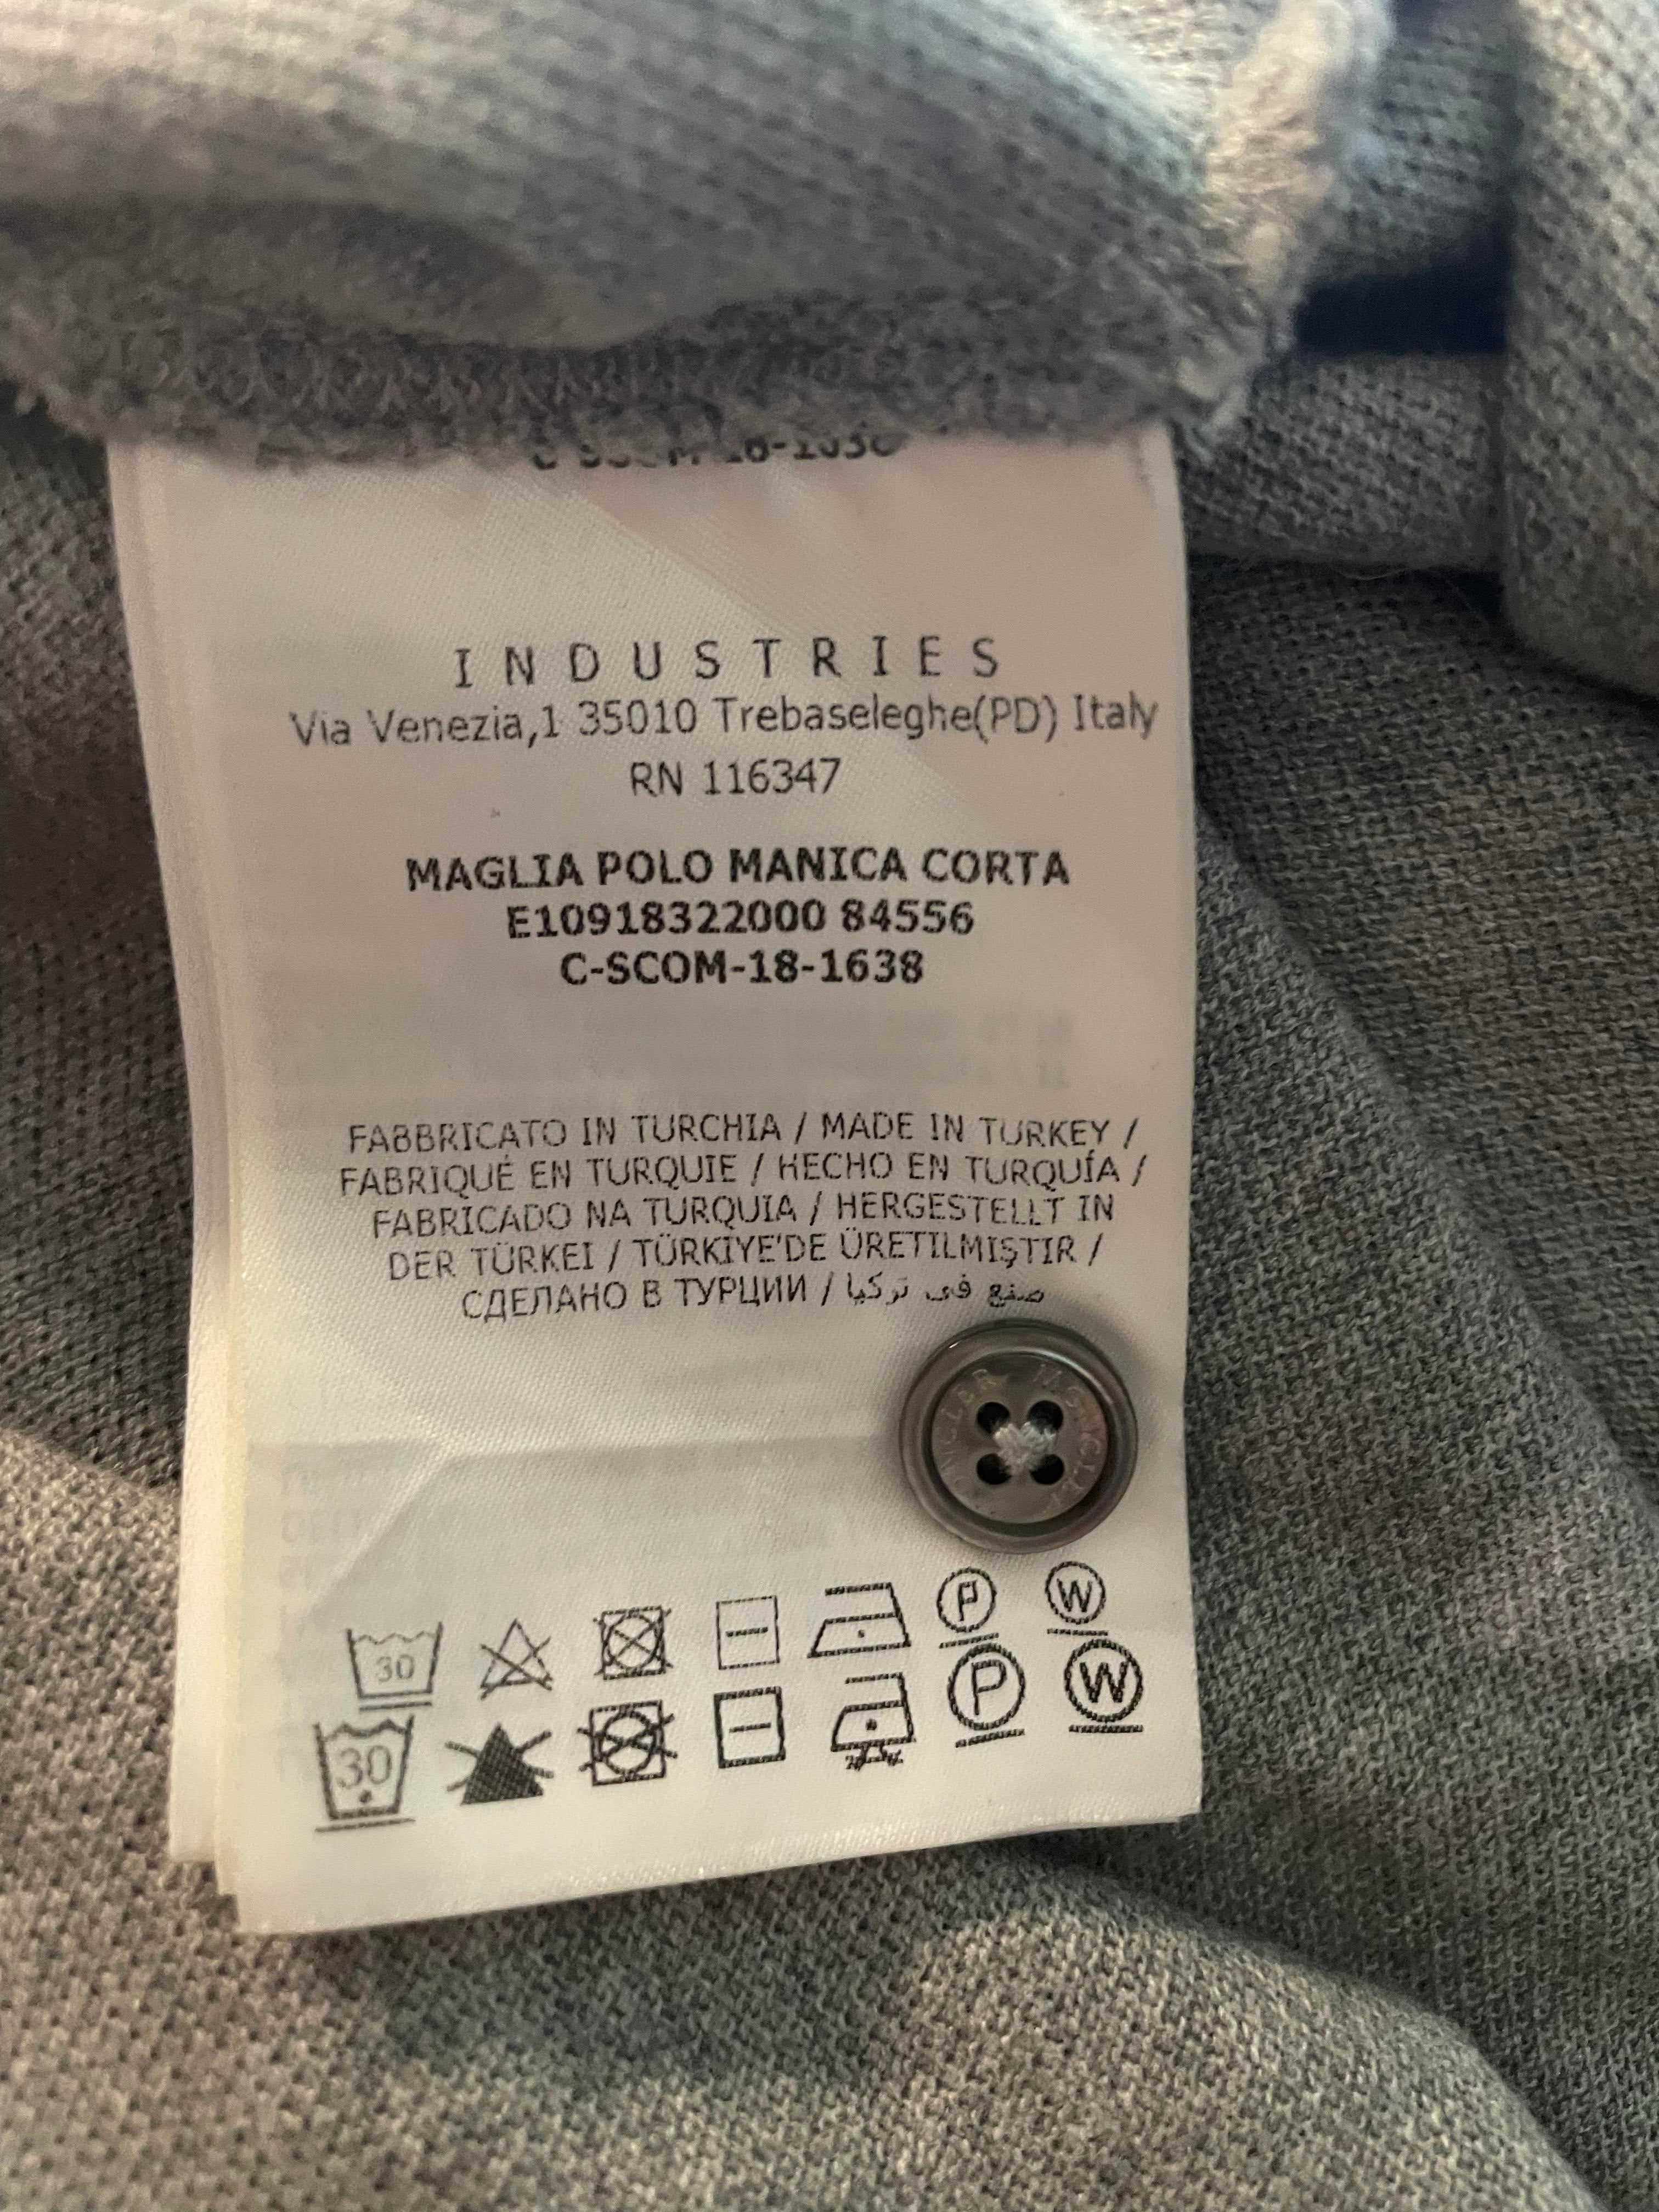 INDUSTRIES
Via Venezia,1 35010 Trebaseleghe(PD) Italy
RN 116347
MAGLIA POLO MANICA CORTA
E10918322000 84556
C-SCOM-18-1638
FABBRICATO IN TURCHIA / MADE IN TURKEY /
FABRIQUÉ EN TURQUIE / HECHO EN TURQUÍA /
FABRICADO NA TURQUIA / HERGESTELLT IN
DER TÜRKEI / TÜRKIYE'DE ÜRETILMIŞTIR /
СДЕЛАНО В ТУРЦИИ / صنع في تركيا
MONCLER MONCLER
30 P W
30 P W